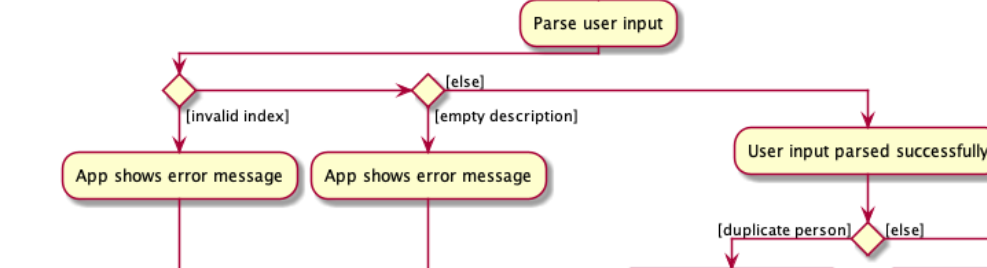 Parse user input
[else]
[invalid index]
[empty description]
App shows error message
App shows error message
User input parsed successfully
[duplicate person]
[else]